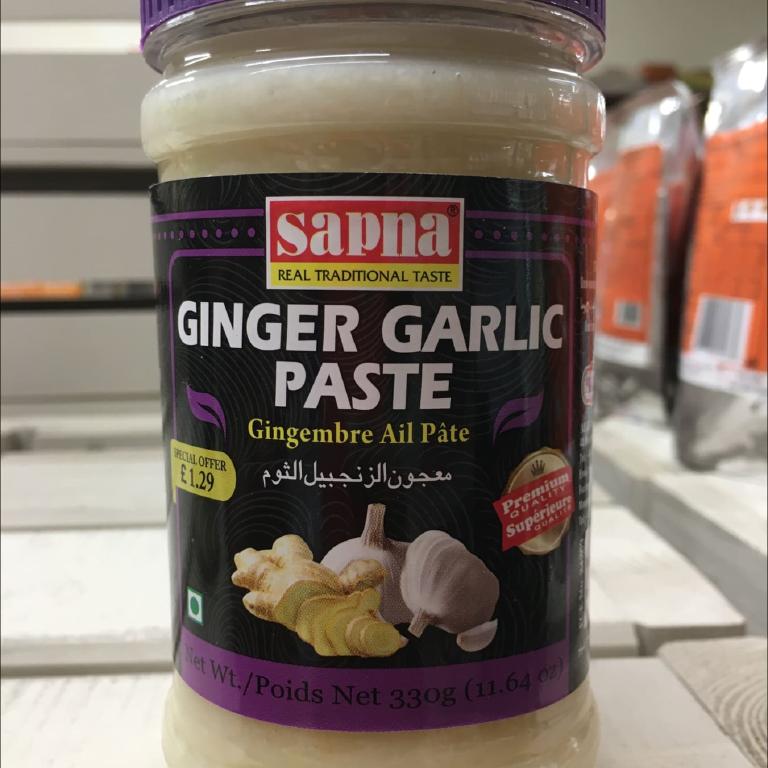 sapna®
REAL TRADITIONAL TASTE
GINGER GARLIC
PASTE
Gingembre Ail Pâte
معجون الزنجبيل الثوم
SPECIAL OFFER
£1.29
Premium
QUALITY
Supérieure
QUALITÉ
Net Wt./Poids Net 330g (11.64 oz)